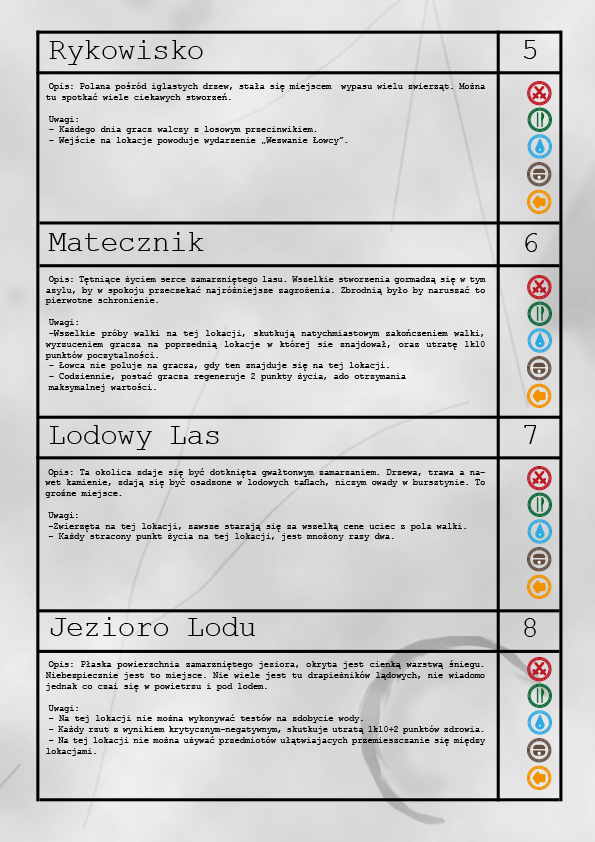 Rykowisko 5
Opis: Polana pośród iglastych drzew, stała się miejscem wypasu wielu zwierząt. Można
tu spotkać wiele ciekawych stworzeń.
Uwagi:
- Każdego dnia gracz walczy z losowym przecinwikiem.
- Wejście na lokacje powoduje wydarzenie „Wezwanie Łowcy”.
Matecznik 6
Opis: Tętniące życiem serce zamarzniętego lasu. Wszelkie stworzenia gormadzą się w tym
azylu, by w spokoju przeczekać najróżniejsze zagrożenia. Zbrodnią było by naruszać to
pierwotne schronienie.
Uwagi:
-Wszelkie próby walki na tej lokacji, skutkują natychmiastowym zakończeniem walki,
wyrzuceniem gracza na poprzednią lokacje w której sie znajdował, oraz utratę 1k10
punktów poczytalności.
- Łowca nie poluje na gracza, gdy ten znajduje się na tej lokacji.
- Codziennie, postać gracza regeneruje 2 punkty życia, ado otrzymania
maksymalnej wartości.
Lodowy Las 7
Opis: Ta okolica zdaje się być dotknięta gwałtonwym zamarzaniem. Drzewa, trawa a na-
wet kamienie, zdają się być osadzone w lodowych taflach, niczym owady w bursztynie. To
groźne miejsce.
Uwagi:
-Zwierzęta na tej lokacji, zawsze starają się za wszelką cene uciec z pola walki.
- Każdy stracony punkt życia na tej lokacji, jest mnożony razy dwa.
Jezioro Lodu 8
Opis: Płaska powierzchnia zamarzniętego jeziora, okryta jest cienką warstwą śniegu.
Niebezpiecznie jest to miejsce. Nie wiele jest tu drapieżników lądowych, nie wiadomo
jednak co czai się w powietrzu i pod lodem.
Uwagi:
- Na tej lokacji nie można wykonywać testów na zdobycie wody.
- Każdy rzut z wynikiem krytycznym-negatywnym, skutkuje utratą 1k10+2 punktów zdrowia.
- Na tej lokacji nie można używać przedmiotów ułątwiajacych przemieszczanie się między
lokacjami.